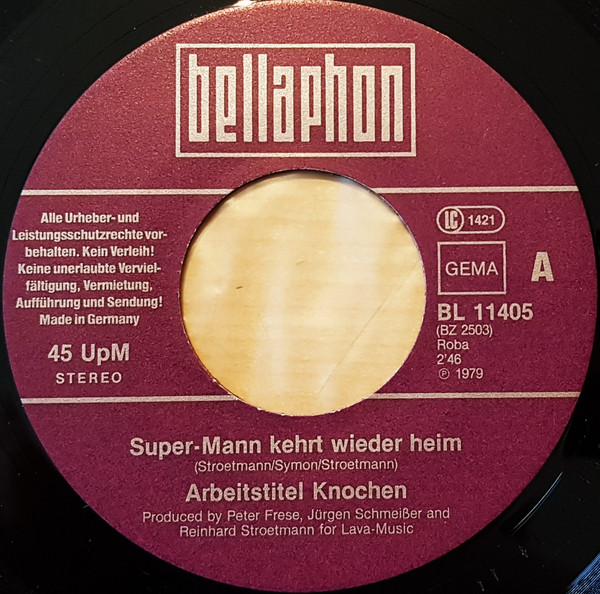 bellaphon
Alle Urheber- und
Leistungsschutzrechte vor-
behalten. Kein Verleih!
Keine unerlaubte Verviel-
fältigung, Vermietung,
Aufführung und Sendung!
Made in Germany
45 UpM
STEREO
LC 1421
GEMA
A
BL 11405
(BZ 2503)
Roba
2'46
℗ 1979
Super-Mann kehrt wieder heim
(Stroetmann/Symon/Stroetmann)
Arbeitstitel Knochen
Produced by Peter Frese, Jürgen Schmeißer and
Reinhard Stroetmann for Lava-Music